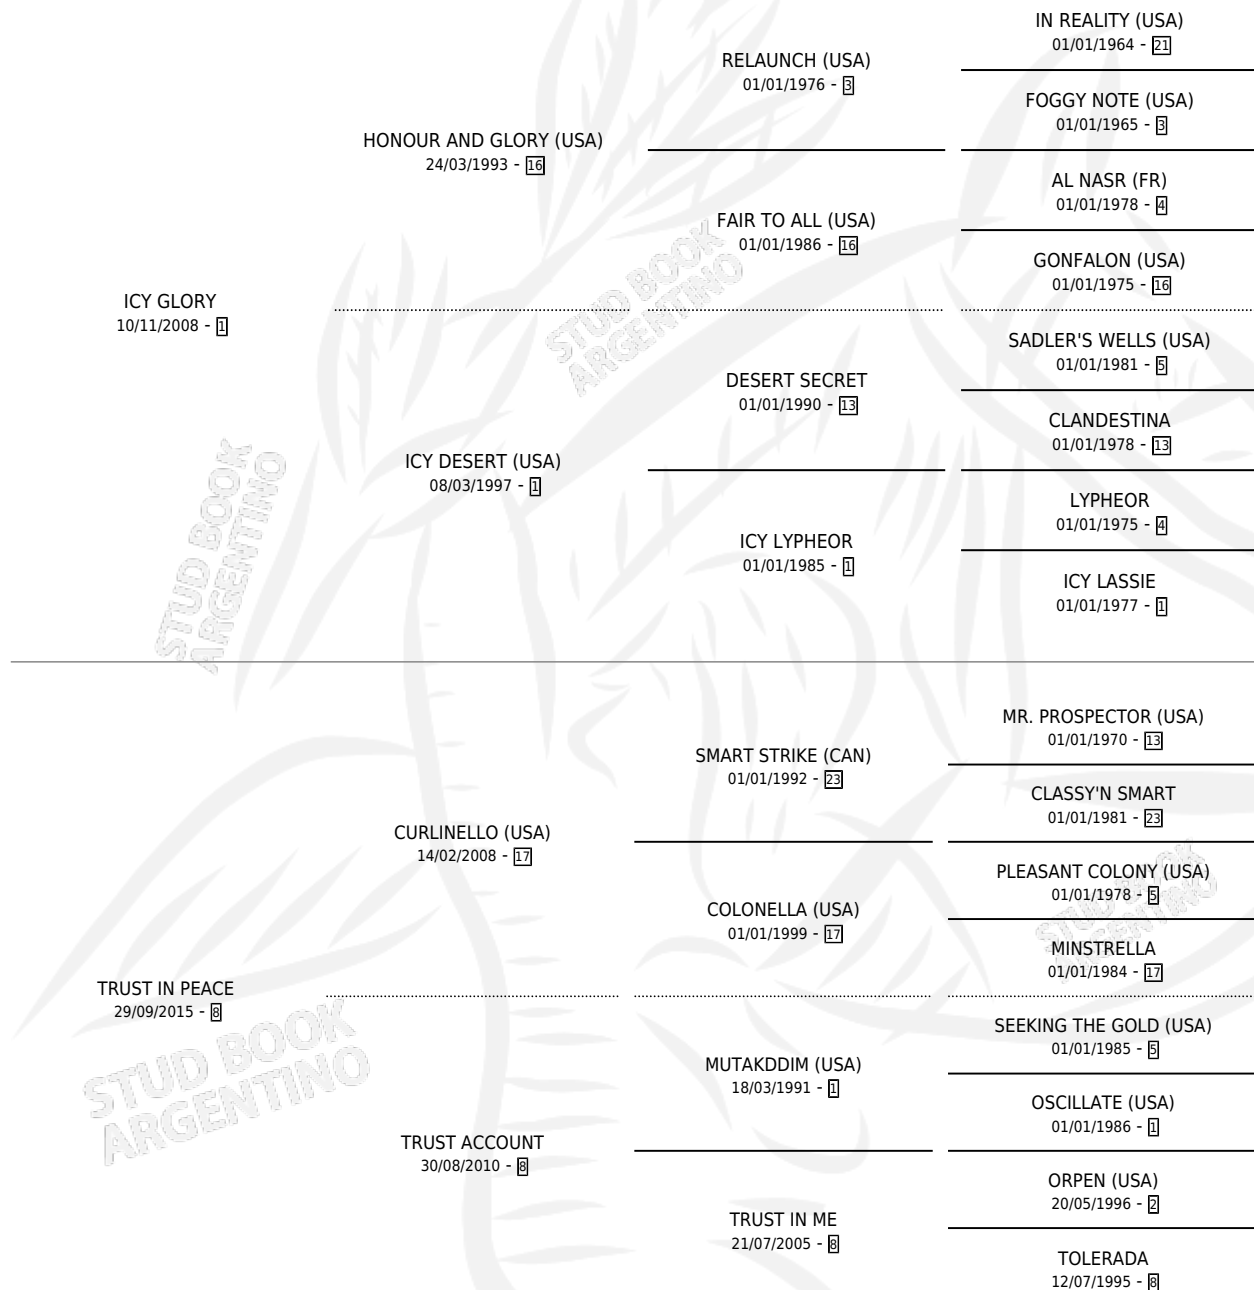 IN REALITY (USA)
01/01/1964 - 21
RELAUNCH (USA)
01/01/1976 - 3
FOGGY NOTE (USA)
01/01/1965 - 3
HONOUR AND GLORY (USA)
24/03/1993 - 16
AL NASR (FR)
01/01/1978 - 4
FAIR TO ALL (USA)
01/01/1986 - 16
GONFALON (USA)
01/01/1975 - 16
ICY GLORY
10/11/2008 - 1
STUD BOOK
ARGENTINO
SADLER'S WELLS (USA)
01/01/1981 - 5
DESERT SECRET
01/01/1990 - 13
CLANDESTINA
01/01/1978 - 13
ICY DESERT (USA)
08/03/1997 - 1
LYPHEOR
01/01/1975 - 4
ICY LYPHEOR
01/01/1985 - 1
ICY LASSIE
01/01/1977 - 1
STUD BOOK
ARGENTINO
MR. PROSPECTOR (USA)
01/01/1970 - 13
SMART STRIKE (CAN)
01/01/1992 - 23
CLASSY'N SMART
01/01/1981 - 23
CURLINELLO (USA)
14/02/2008 - 17
PLEASANT COLONY (USA)
01/01/1978 - 5
COLONELLA (USA)
01/01/1999 - 17
STUD BOOK
ARGENTINO
MINSTRELLA
01/01/1984 - 17
TRUST IN PEACE
29/09/2015 - 8
STUD BOOK
ARGENTINO
SEEKING THE GOLD (USA)
01/01/1985 - 5
MUTAKDDIM (USA)
18/03/1991 - 1
OSCILLATE (USA)
01/01/1986 - 1
TRUST ACCOUNT
30/08/2010 - 8
ORPEN (USA)
20/05/1996 - 2
TRUST IN ME
21/07/2005 - 8
TOLERADA
12/07/1995 - 8